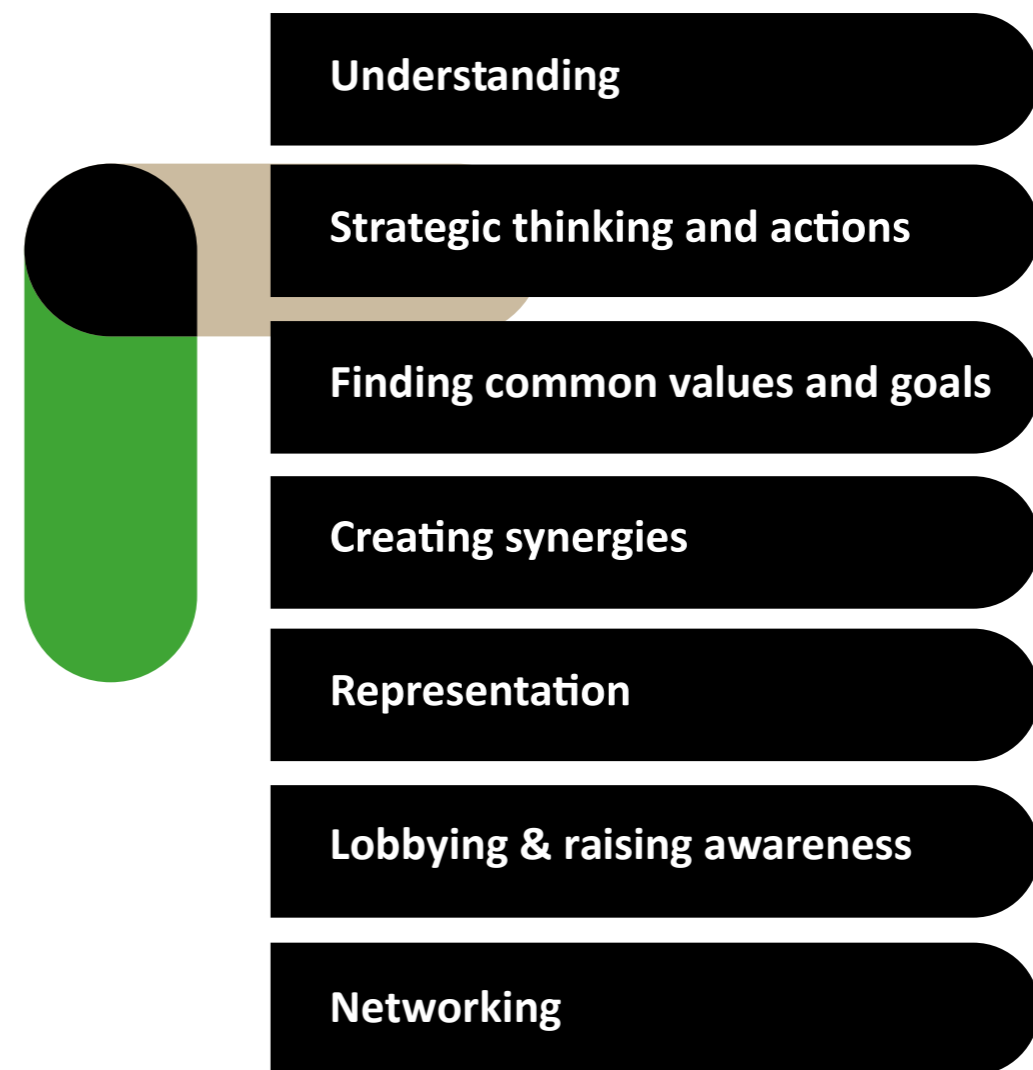 Understanding
Strategic thinking and actions
Finding common values and goals
Creating synergies
Representation
Lobbying & raising awareness
Networking